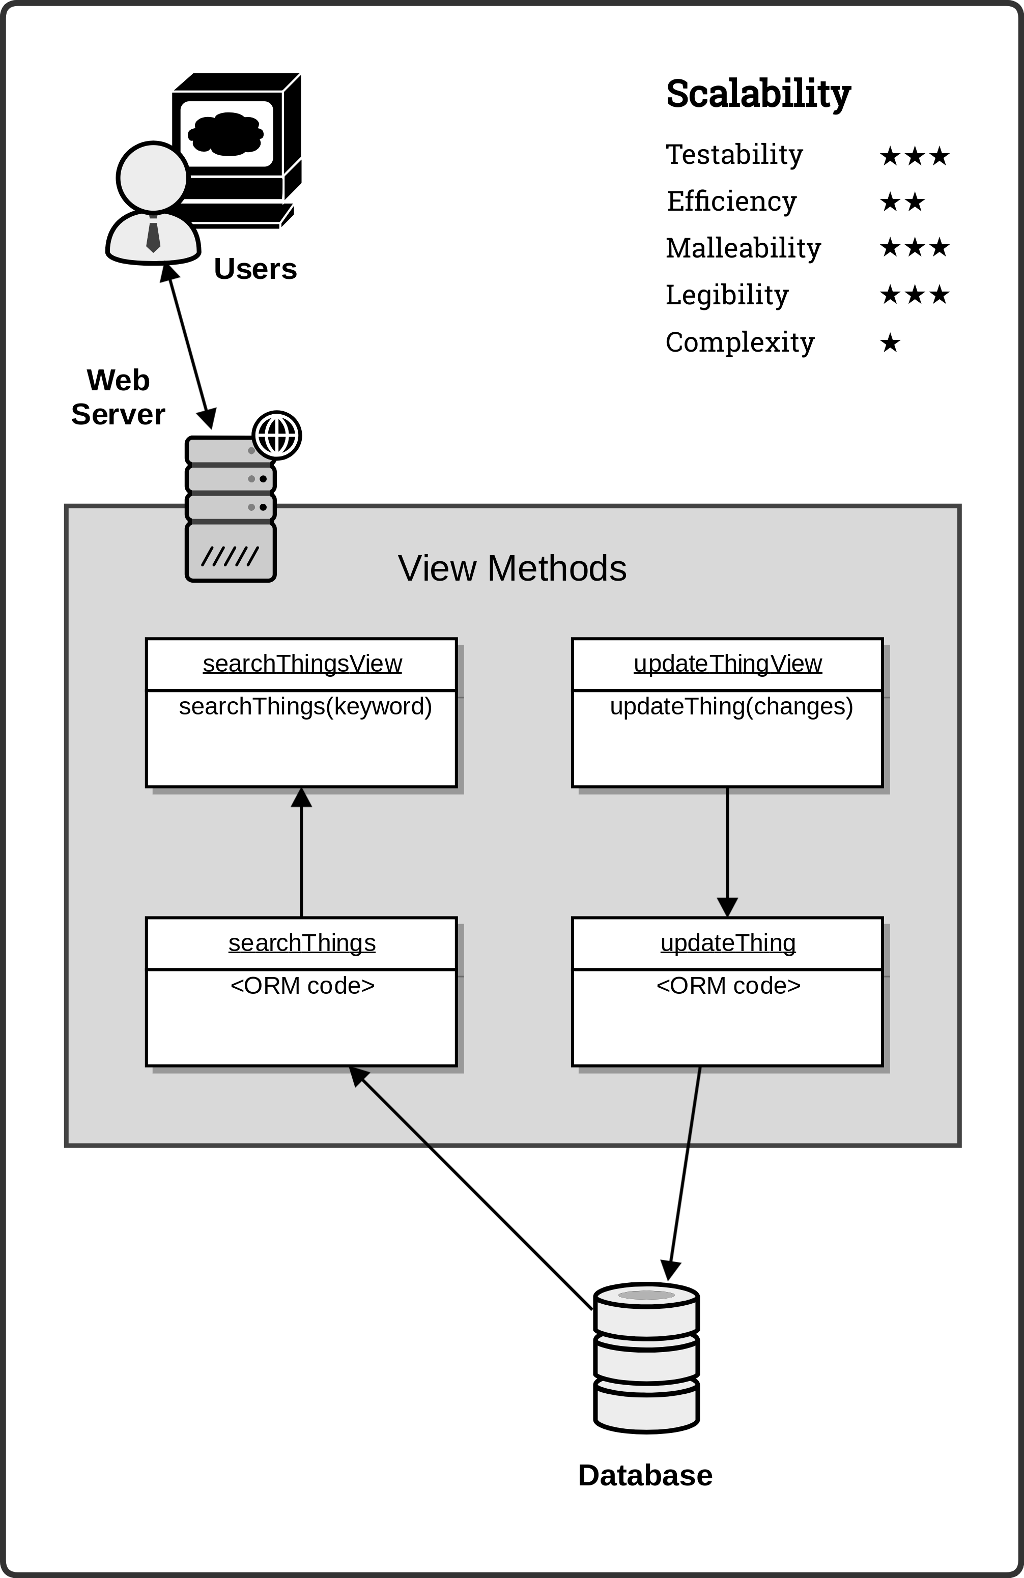 Scalability
Testability ★★★
Efficiency ★★
Malleability ★★★
Legibility ★★★
Complexity ★
Users
Web
Server
View Methods
searchThingsView
searchThings(keyword)
updateThingView
updateThing(changes)
searchThings
<ORM code>
updateThing
<ORM code>
Database